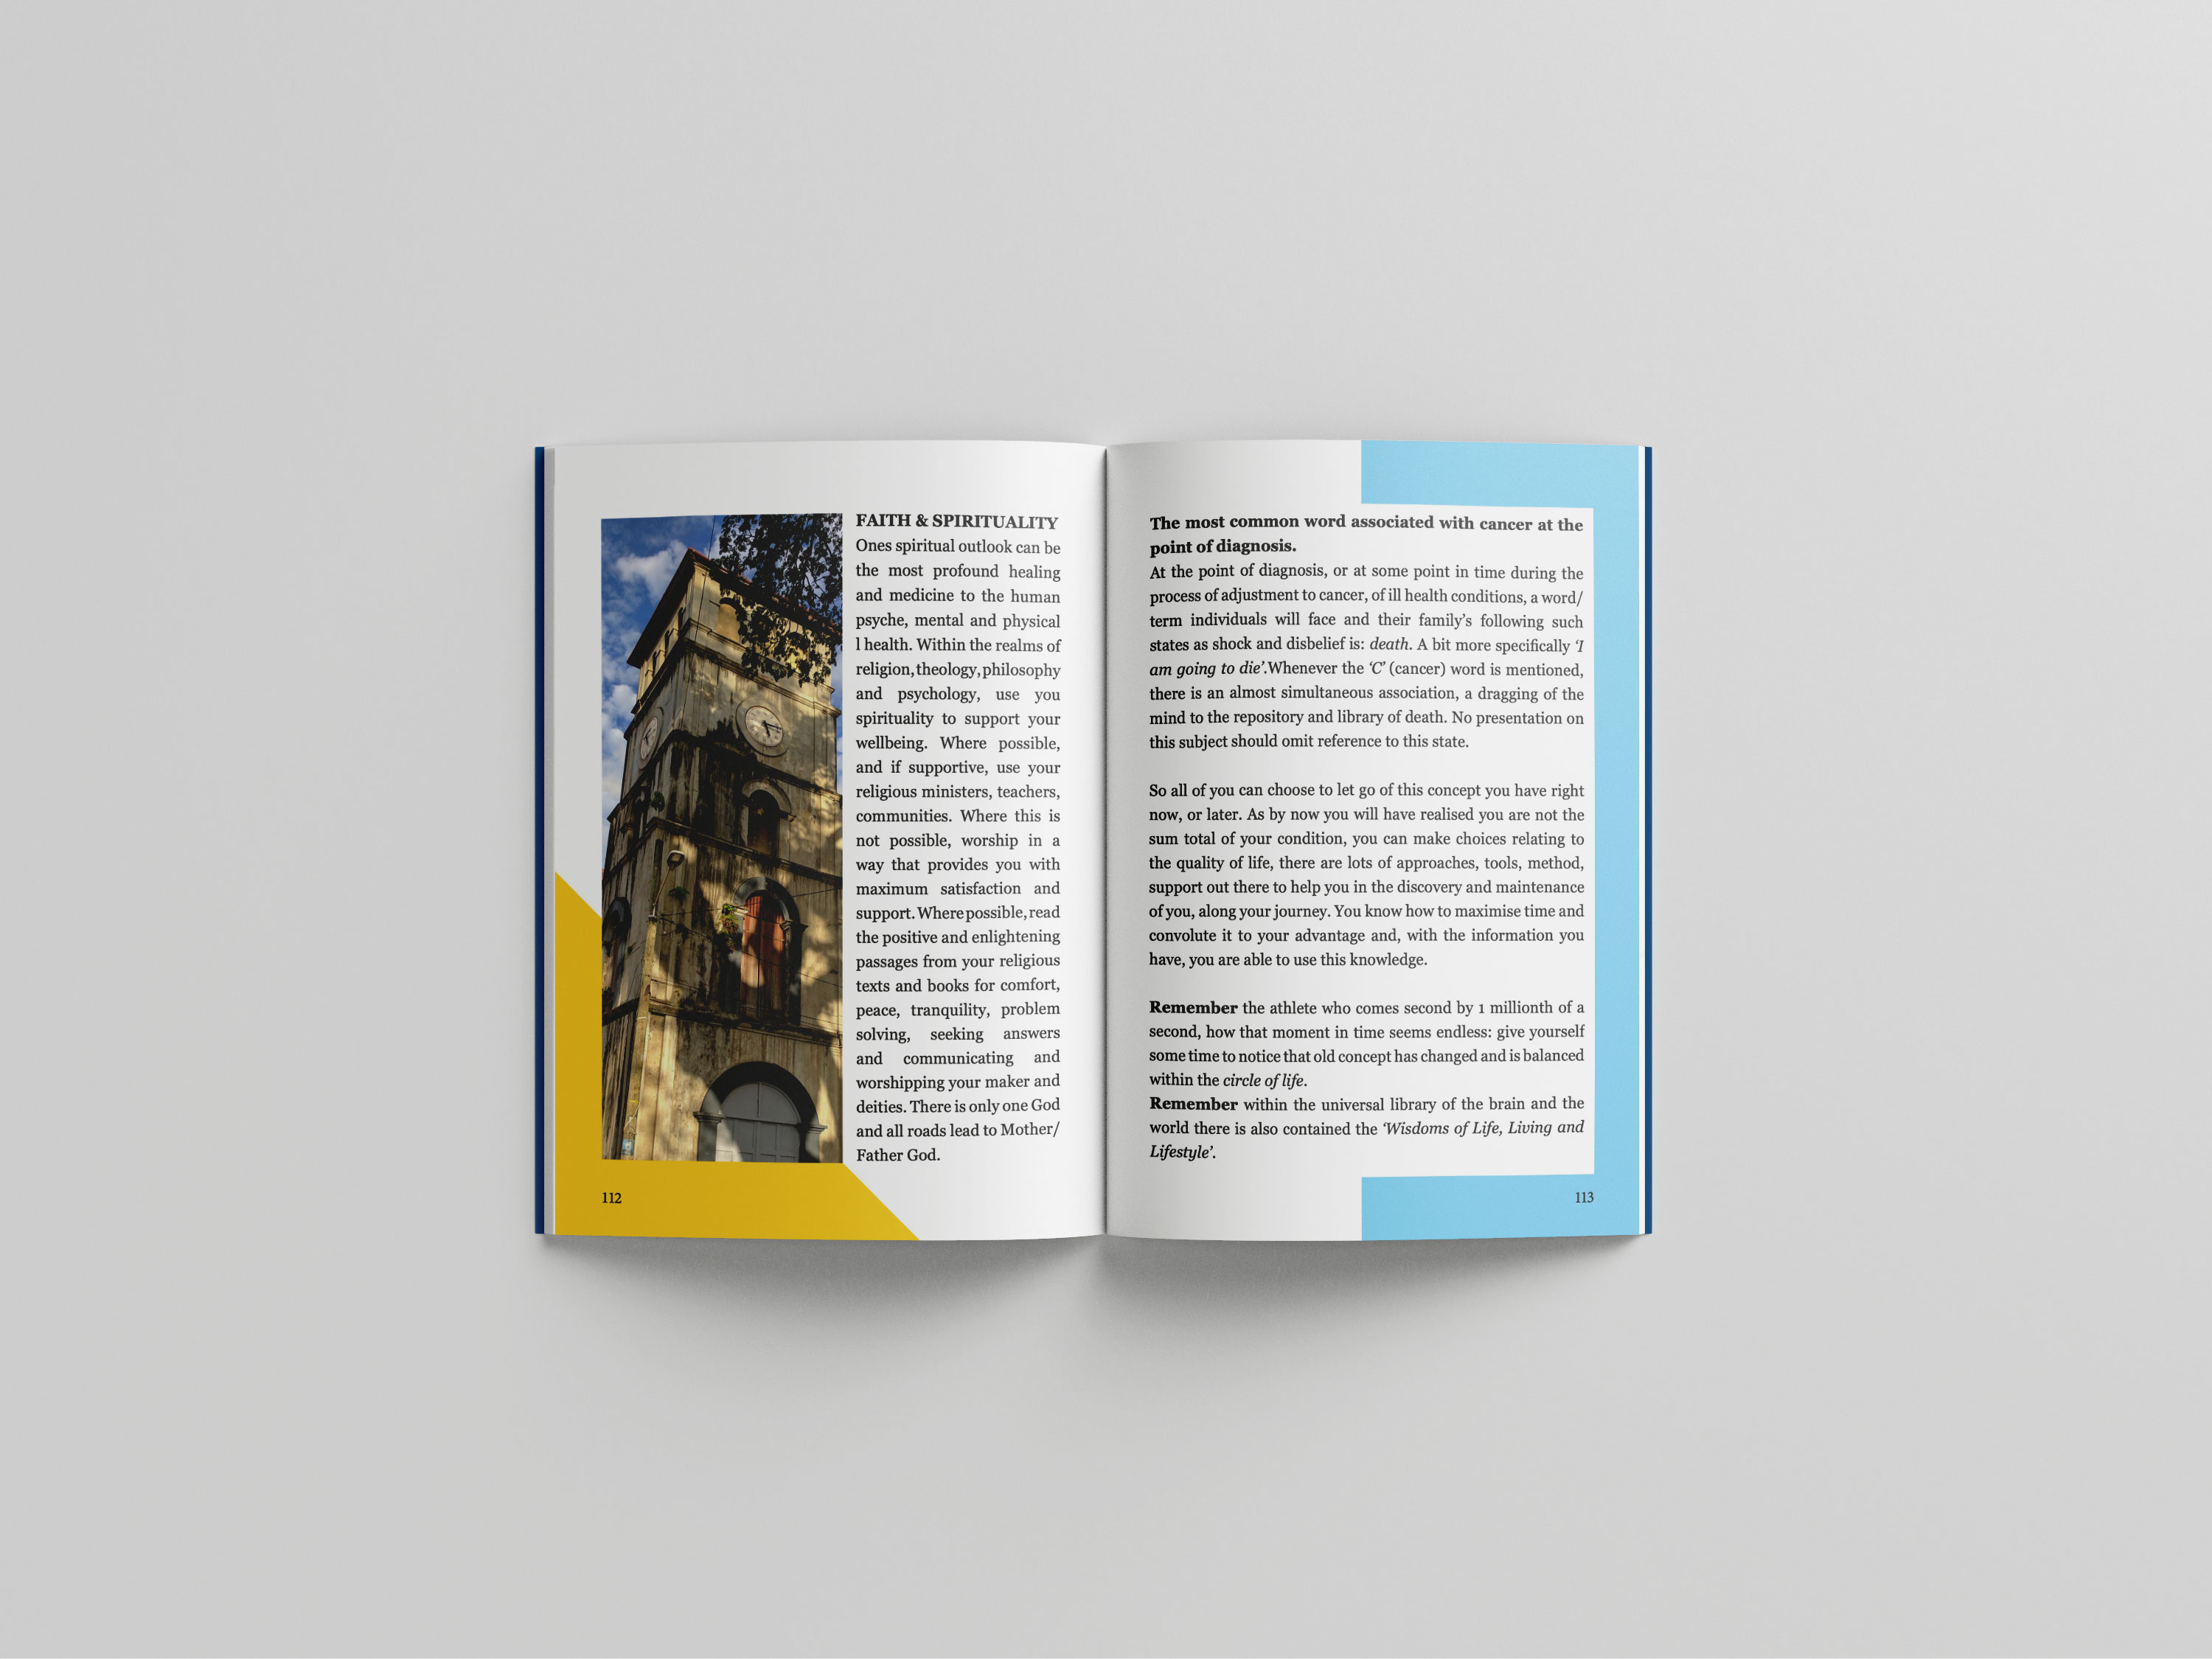 FAITH & SPIRITUALITY
Ones spiritual outlook can be
the most profound healing
and medicine to the human
psyche, mental and physical
l health. Within the realms of
religion, theology, philosophy
and psychology, use you
spirituality to support your
wellbeing. Where possible,
and if supportive, use your
religious ministers, teachers,
communities. Where this is
not possible, worship in a
way that provides you with
maximum satisfaction and
support. Where possible, read
the positive and enlightening
passages from your religious
texts and books for comfort,
peace, tranquility, problem
solving, seeking answers
and communicating and
worshipping your maker and
deities. There is only one God
and all roads lead to Mother/
Father God.
112
The most common word associated with cancer at the
point of diagnosis.
At the point of diagnosis, or at some point in time during the
process of adjustment to cancer, of ill health conditions, a word/
term individuals will face and their family's following such
states as shock and disbelief is: death. A bit more specifically ‘I
am going to die’.Whenever the ‘C’ (cancer) word is mentioned,
there is an almost simultaneous association, a dragging of the
mind to the repository and library of death. No presentation on
this subject should omit reference to this state.
So all of you can choose to let go of this concept you have right
now, or later. As by now you will have realised you are not the
sum total of your condition, you can make choices relating to
the quality of life, there are lots of approaches, tools, method,
support out there to help you in the discovery and maintenance
of you, along your journey. You know how to maximise time and
convolute it to your advantage and, with the information you
have, you are able to use this knowledge.
Remember the athlete who comes second by 1 millionth of a
second, how that moment in time seems endless: give yourself
some time to notice that old concept has changed and is balanced
within the circle of life.
Remember within the universal library of the brain and the
world there is also contained the ‘Wisdoms of Life, Living and
Lifestyle’.
113